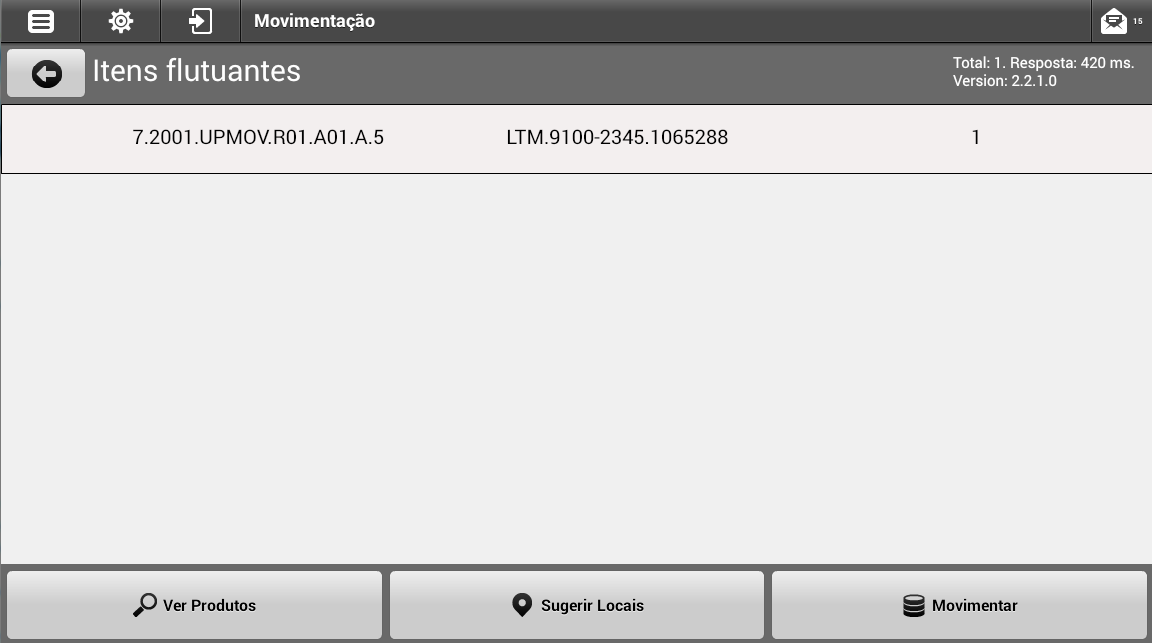 Movimentação
15
Itens flutuantes
Total: 1. Resposta: 420 ms.
Version: 2.2.1.0
7.2001.UPMOV.R01.A01.A.5 LTM.9100-2345.1065288 1
Ver Produtos Sugerir Locais Movimentar